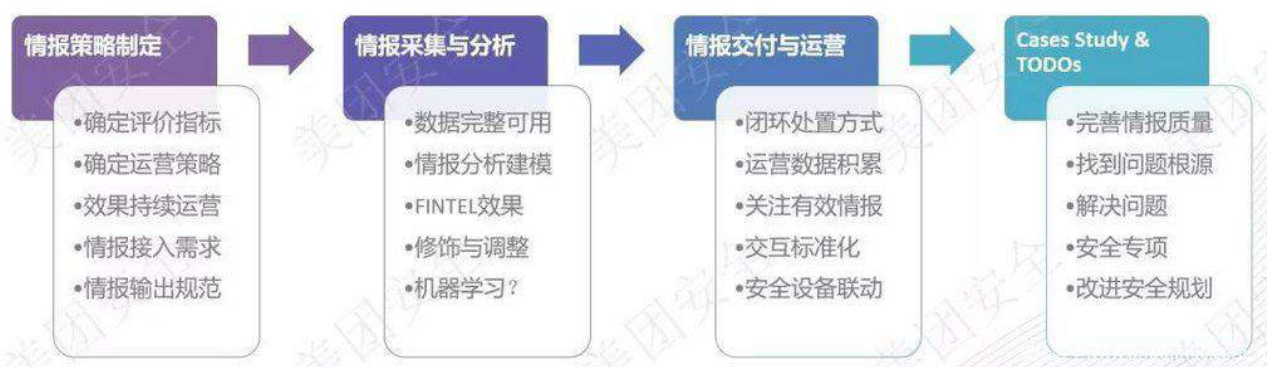 情报策略制定
•确定评价指标
•确定运营策略
•效果持续运营
•情报接入需求
•情报输出规范
情报采集与分析
•数据完整可用
•情报分析建模
•FINTEL效果
•修饰与调整
•机器学习?
情报交付与运营
•闭环处置方式
•运营数据积累
•关注有效情报
•交互标准化
•安全设备联动
Cases Study &
TODOs
•完善情报质量
•找到问题根源
•解决问题
•安全专项
•改进安全规划
美团安全